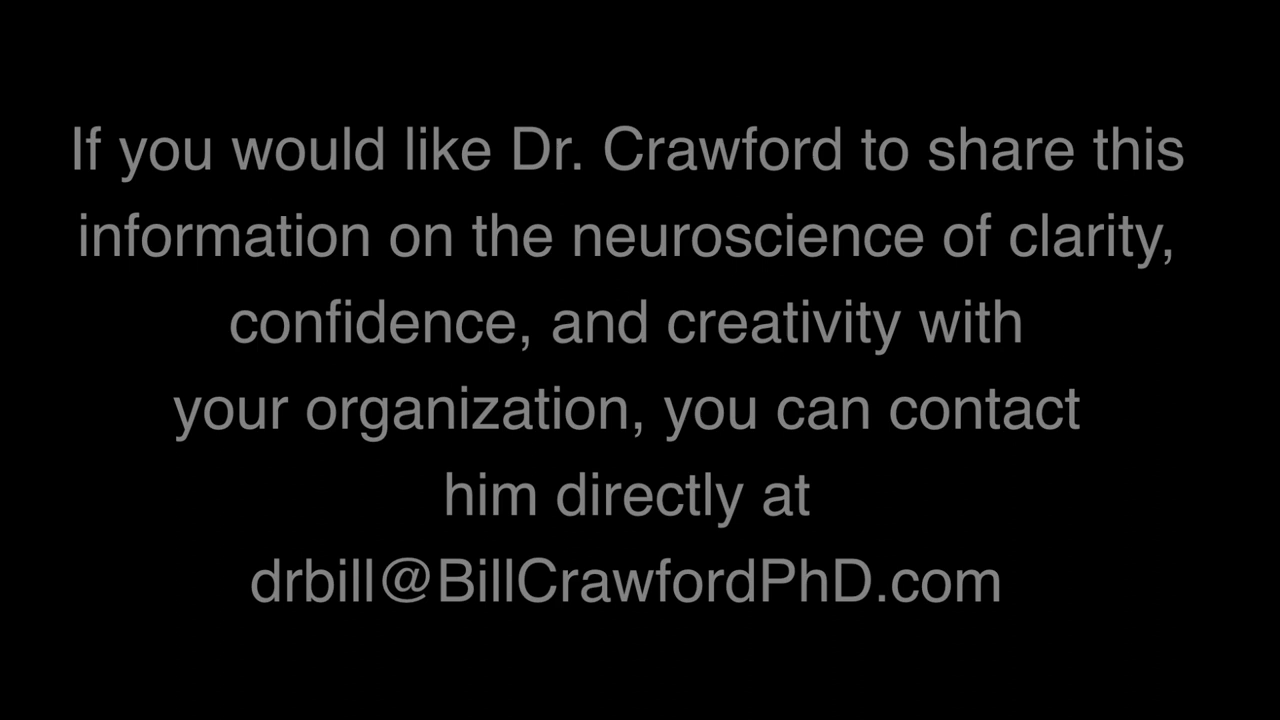 If you would like Dr. Crawford to share this
information on the neuroscience of clarity,
confidence, and creativity with
your organization, you can contact
him directly at
drbill@BillCrawfordPhD.com